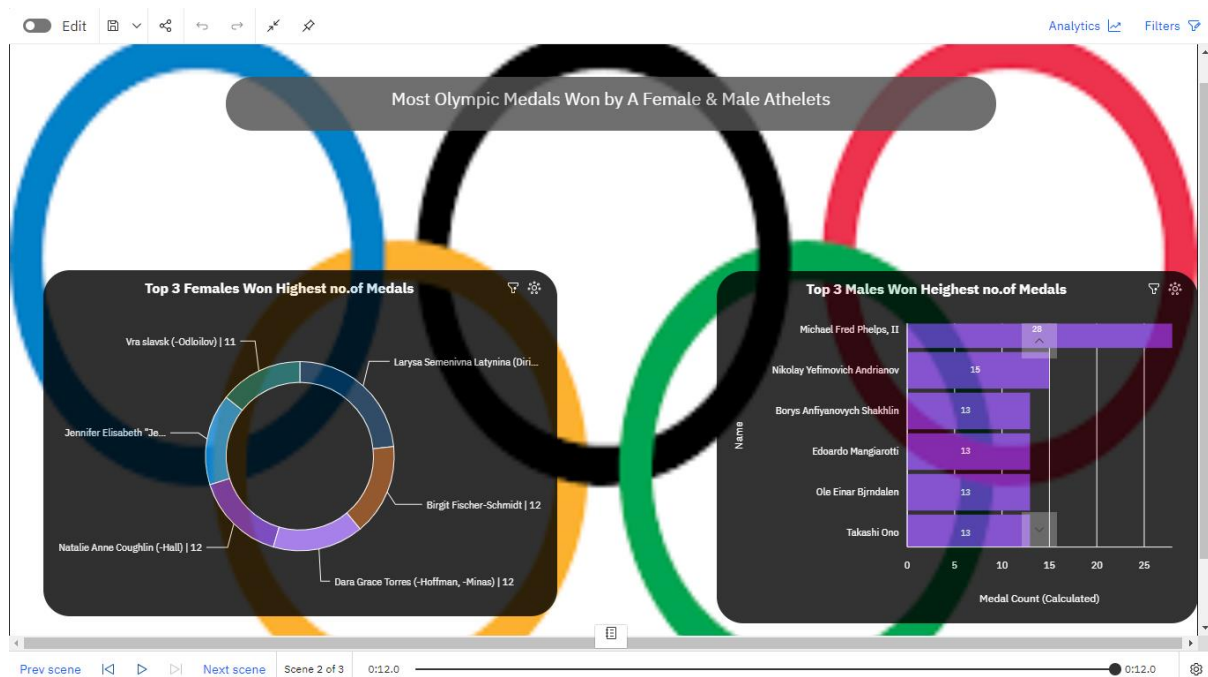 Edit
Analytics
Filters
Most Olympic Medals Won by A Female & Male Athelets
Top 3 Females Won Highest no.of Medals
Vra slavsk (-Odloilov) | 11
Larysa Semenivna Latynina (Diri...
Jennifer Elisabeth "Je...
Birgit Fischer-Schmidt | 12
Natalie Anne Coughlin (-Hall) | 12
Dara Grace Torres (-Hoffman, -Minas) | 12
Top 3 Males Won Heighest no.of Medals
Name
Michael Fred Phelps, II 28
Nikolay Yefimovich Andrianov 15
Borys Anfiyanovych Shakhlin 13
Edoardo Mangiarotti 13
Ole Einar Bjrndalen 13
Takashi Ono 13
0 5 10 15 20 25
Medal Count (Calculated)
Prev scene Next scene Scene 2 of 3 0:12.0 0:12.0